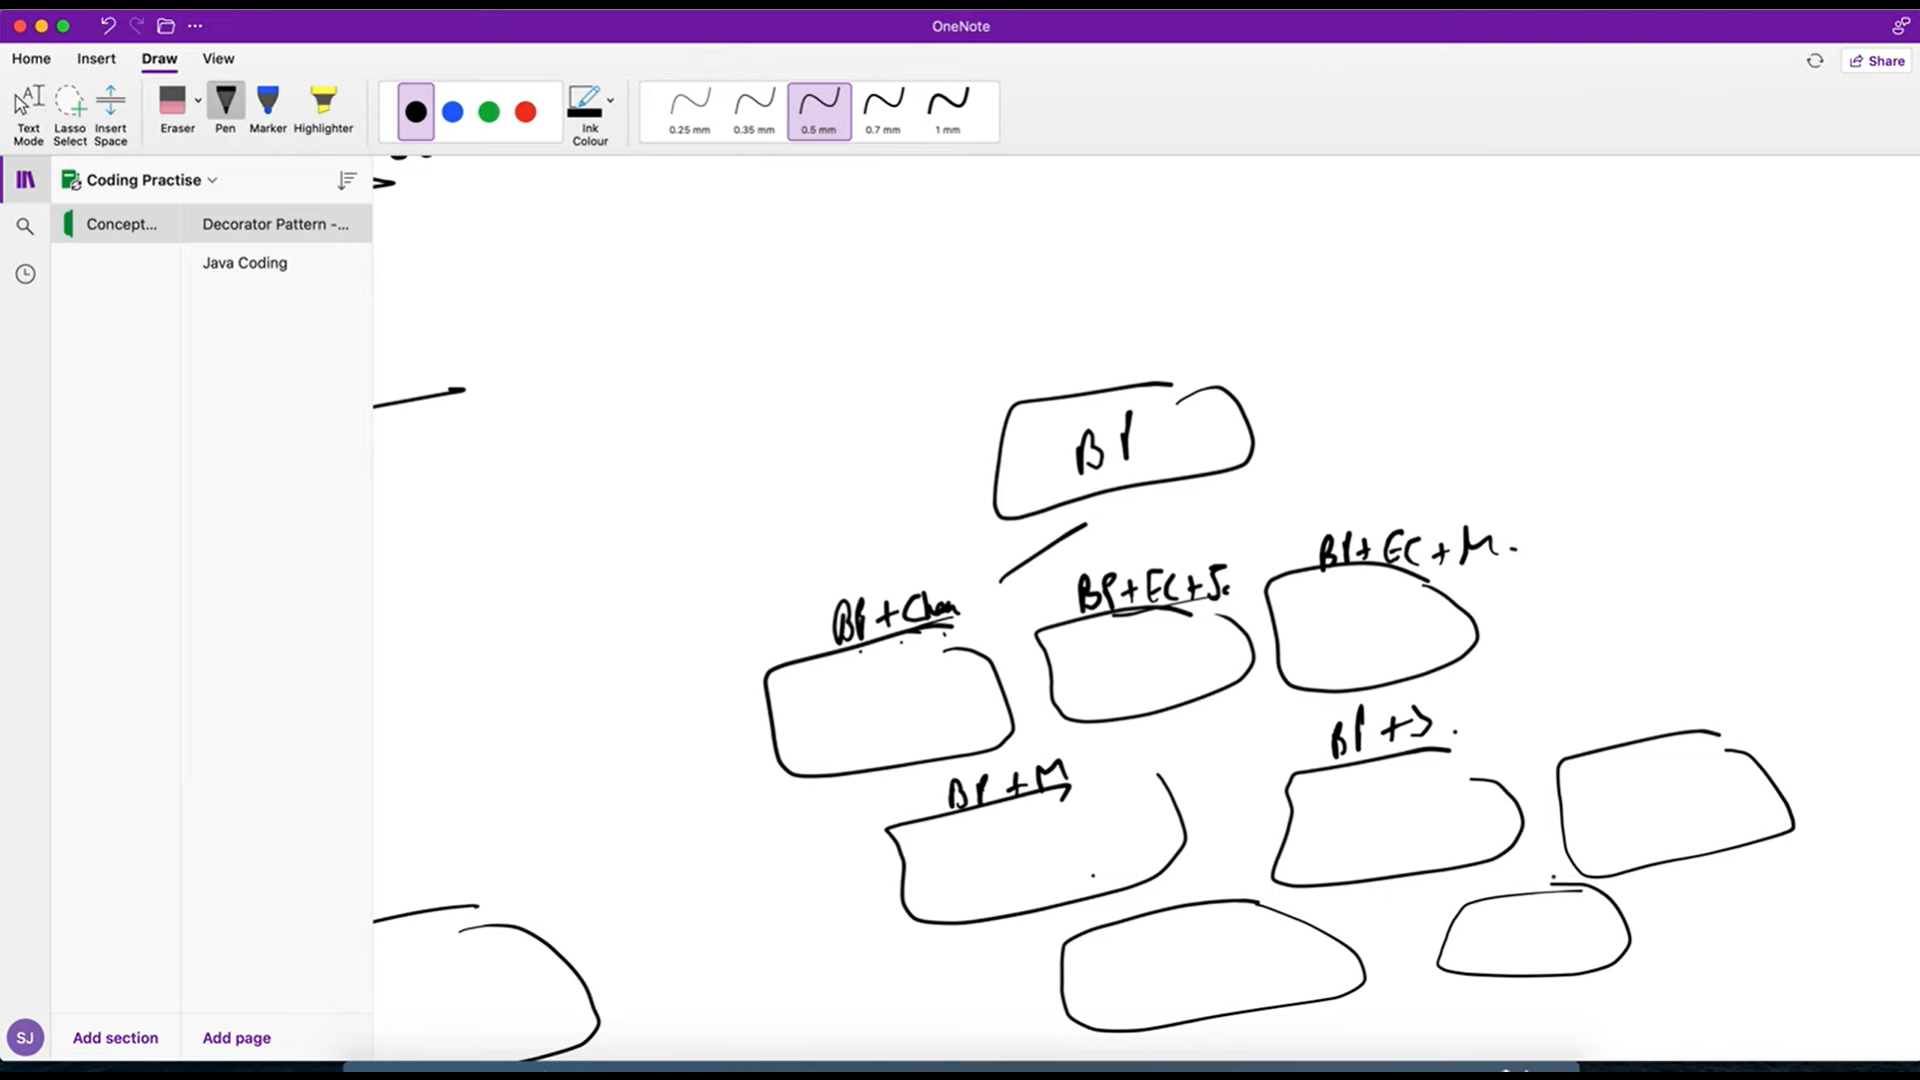 OneNote
Home Insert Draw View
Share
Text Mode
Lasso Select
Insert Space
Eraser
Pen
Marker
Highlighter
Ink Colour
0.25 mm
0.35 mm
0.5 mm
0.7 mm
1 mm
Coding Practise
Concept...
Decorator Pattern -...
Java Coding
BP
BP + EC + M.
BP + EC + S.
BP + Chee
BP + S.
BP + M
SJ
Add section
Add page